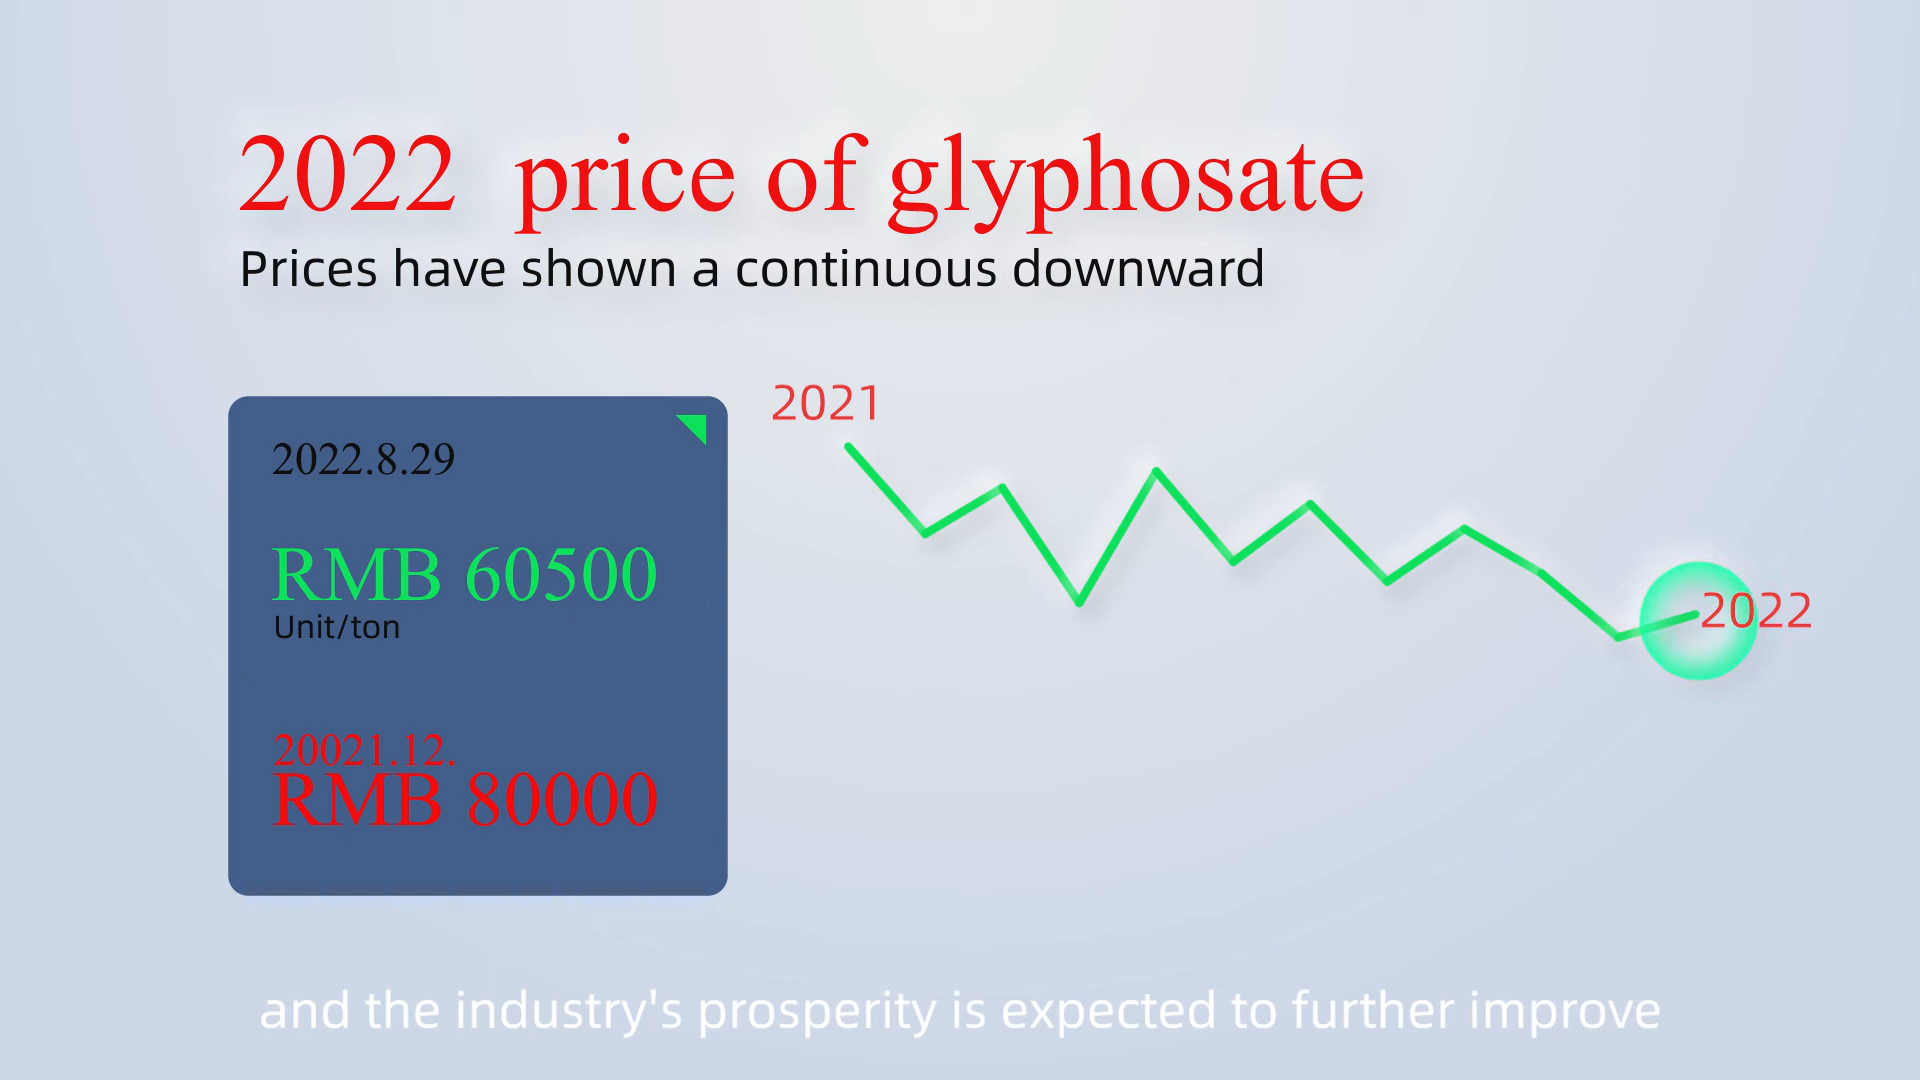 2022 price of glyphosate
Prices have shown a continuous downward
2022.8.29
RMB 60500
Unit/ton
20021.12.
RMB 80000
2021
2022
and the industry's prosperity is expected to further improve